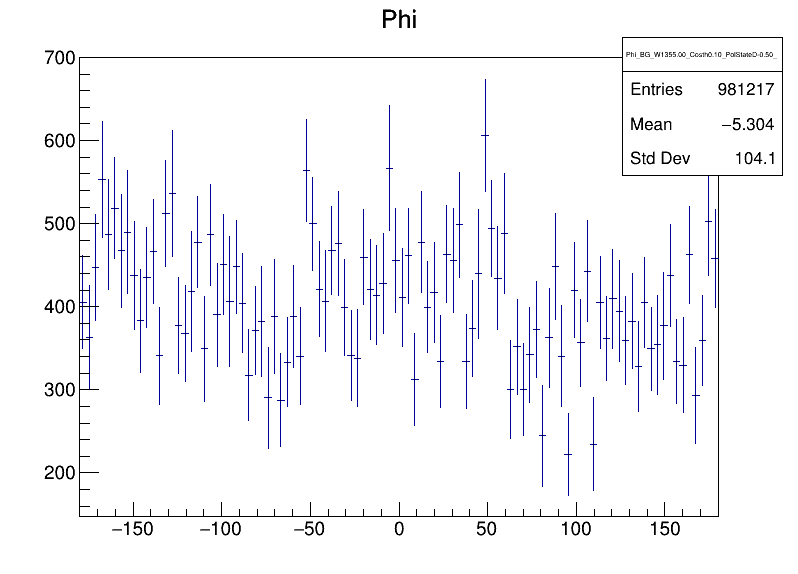 Phi
Phi_BG_W1355.00_Costh0.10_PolStateD-0.50_
Entries 981217
Mean −5.304
Std Dev 104.1
700
600
500
400
300
200
−150 −100 −50 0 50 100 150